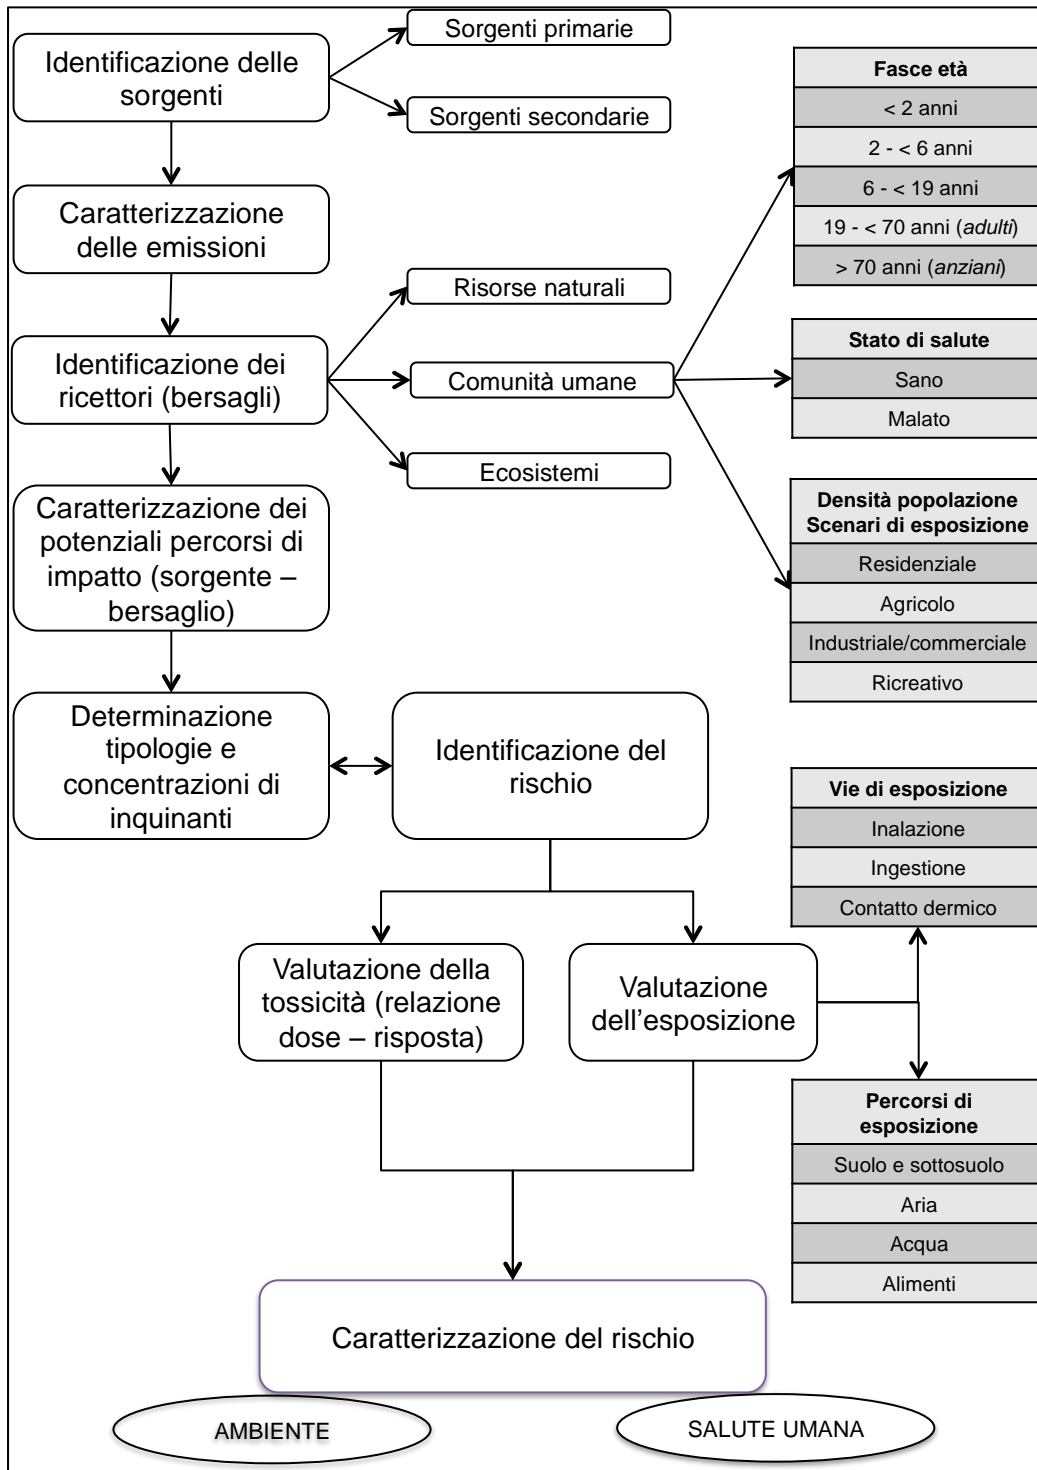 Identificazione delle
sorgenti
Sorgenti primarie
Sorgenti secondarie
Caratterizzazione
delle emissioni
Identificazione dei
ricettori (bersagli)
Risorse naturali
Comunità umane
Ecosistemi
Fasce età
< 2 anni
2 - < 6 anni
6 - < 19 anni
19 - < 70 anni (adulti)
> 70 anni (anziani)
Stato di salute
Sano
Malato
Densità popolazione
Scenari di esposizione
Residenziale
Agricolo
Industriale/commerciale
Ricreativo
Caratterizzazione dei
potenziali percorsi di
impatto (sorgente –
bersaglio)
Determinazione
tipologie e
concentrazioni di
inquinanti
Identificazione del
rischio
Valutazione della
tossicità (relazione
dose – risposta)
Valutazione
dell’esposizione
Vie di esposizione
Inalazione
Ingestione
Contatto dermico
Percorsi di
esposizione
Suolo e sottosuolo
Aria
Acqua
Alimenti
Caratterizzazione del rischio
AMBIENTE
SALUTE UMANA